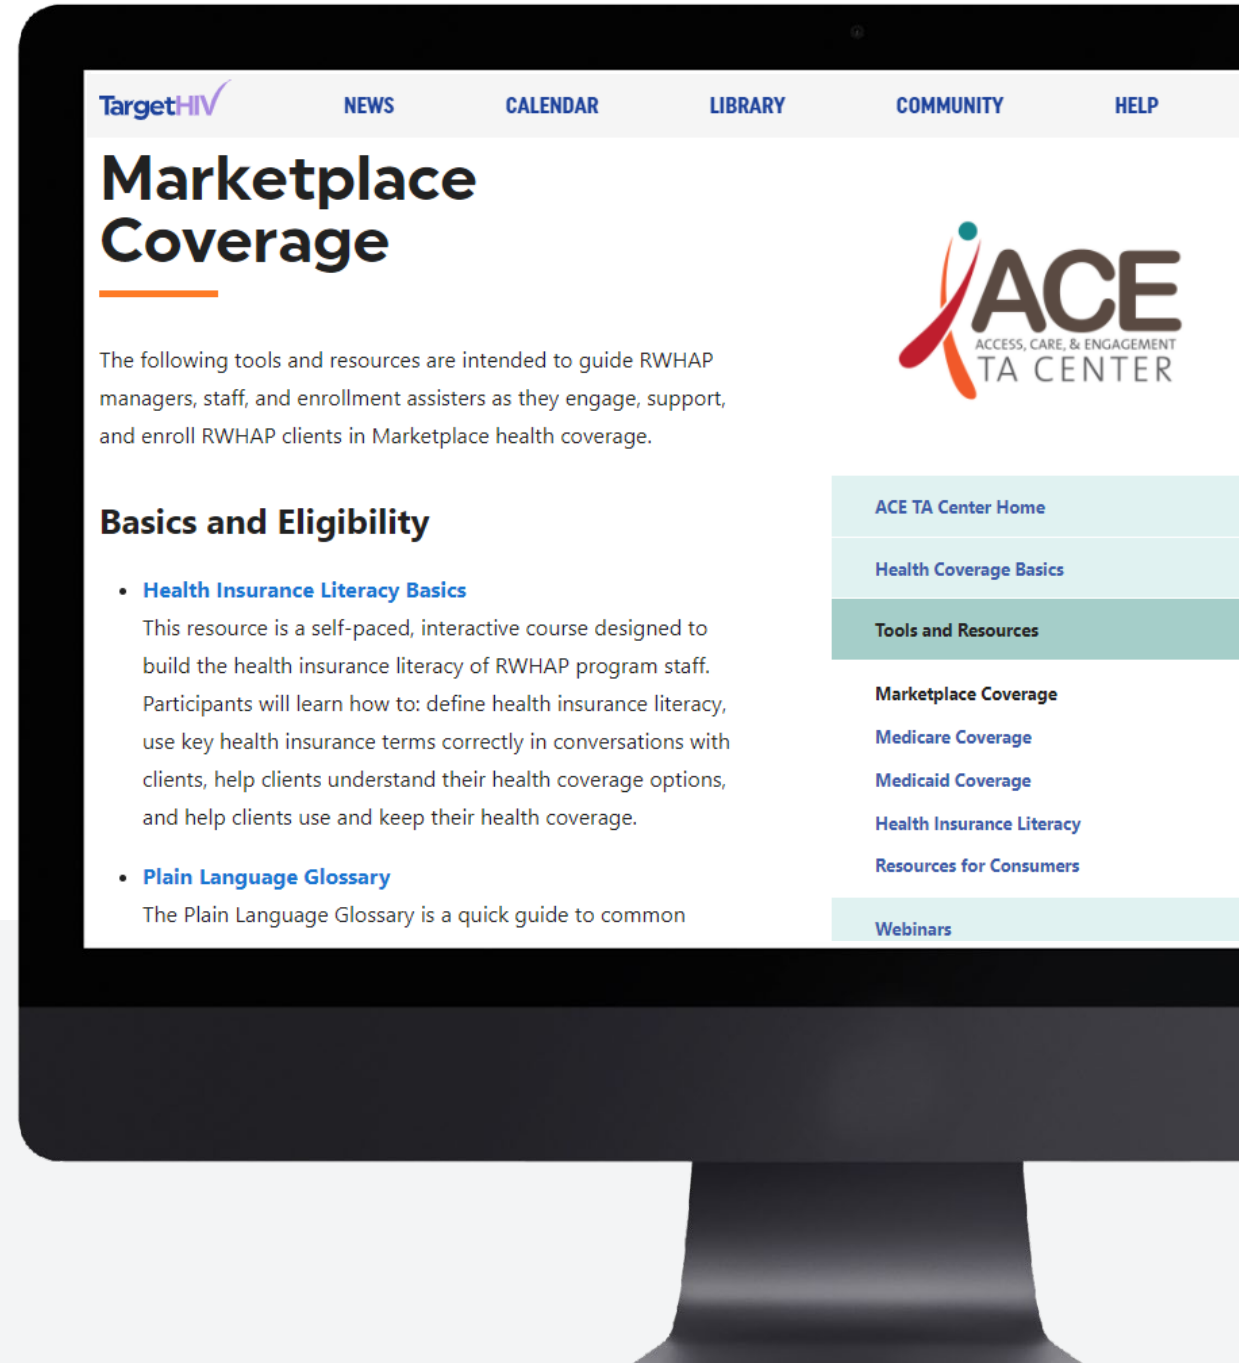 TargetHIV NEWS CALENDAR LIBRARY COMMUNITY HELP
Marketplace
Coverage
The following tools and resources are intended to guide RWHAP
managers, staff, and enrollment assisters as they engage, support,
and enroll RWHAP clients in Marketplace health coverage.
Basics and Eligibility
• Health Insurance Literacy Basics
This resource is a self-paced, interactive course designed to
build the health insurance literacy of RWHAP program staff.
Participants will learn how to: define health insurance literacy,
use key health insurance terms correctly in conversations with
clients, help clients understand their health coverage options,
and help clients use and keep their health coverage.
• Plain Language Glossary
The Plain Language Glossary is a quick guide to common
ACE
ACCESS, CARE, & ENGAGEMENT
TA CENTER
ACE TA Center Home
Health Coverage Basics
Tools and Resources
Marketplace Coverage
Medicare Coverage
Medicaid Coverage
Health Insurance Literacy
Resources for Consumers
Webinars